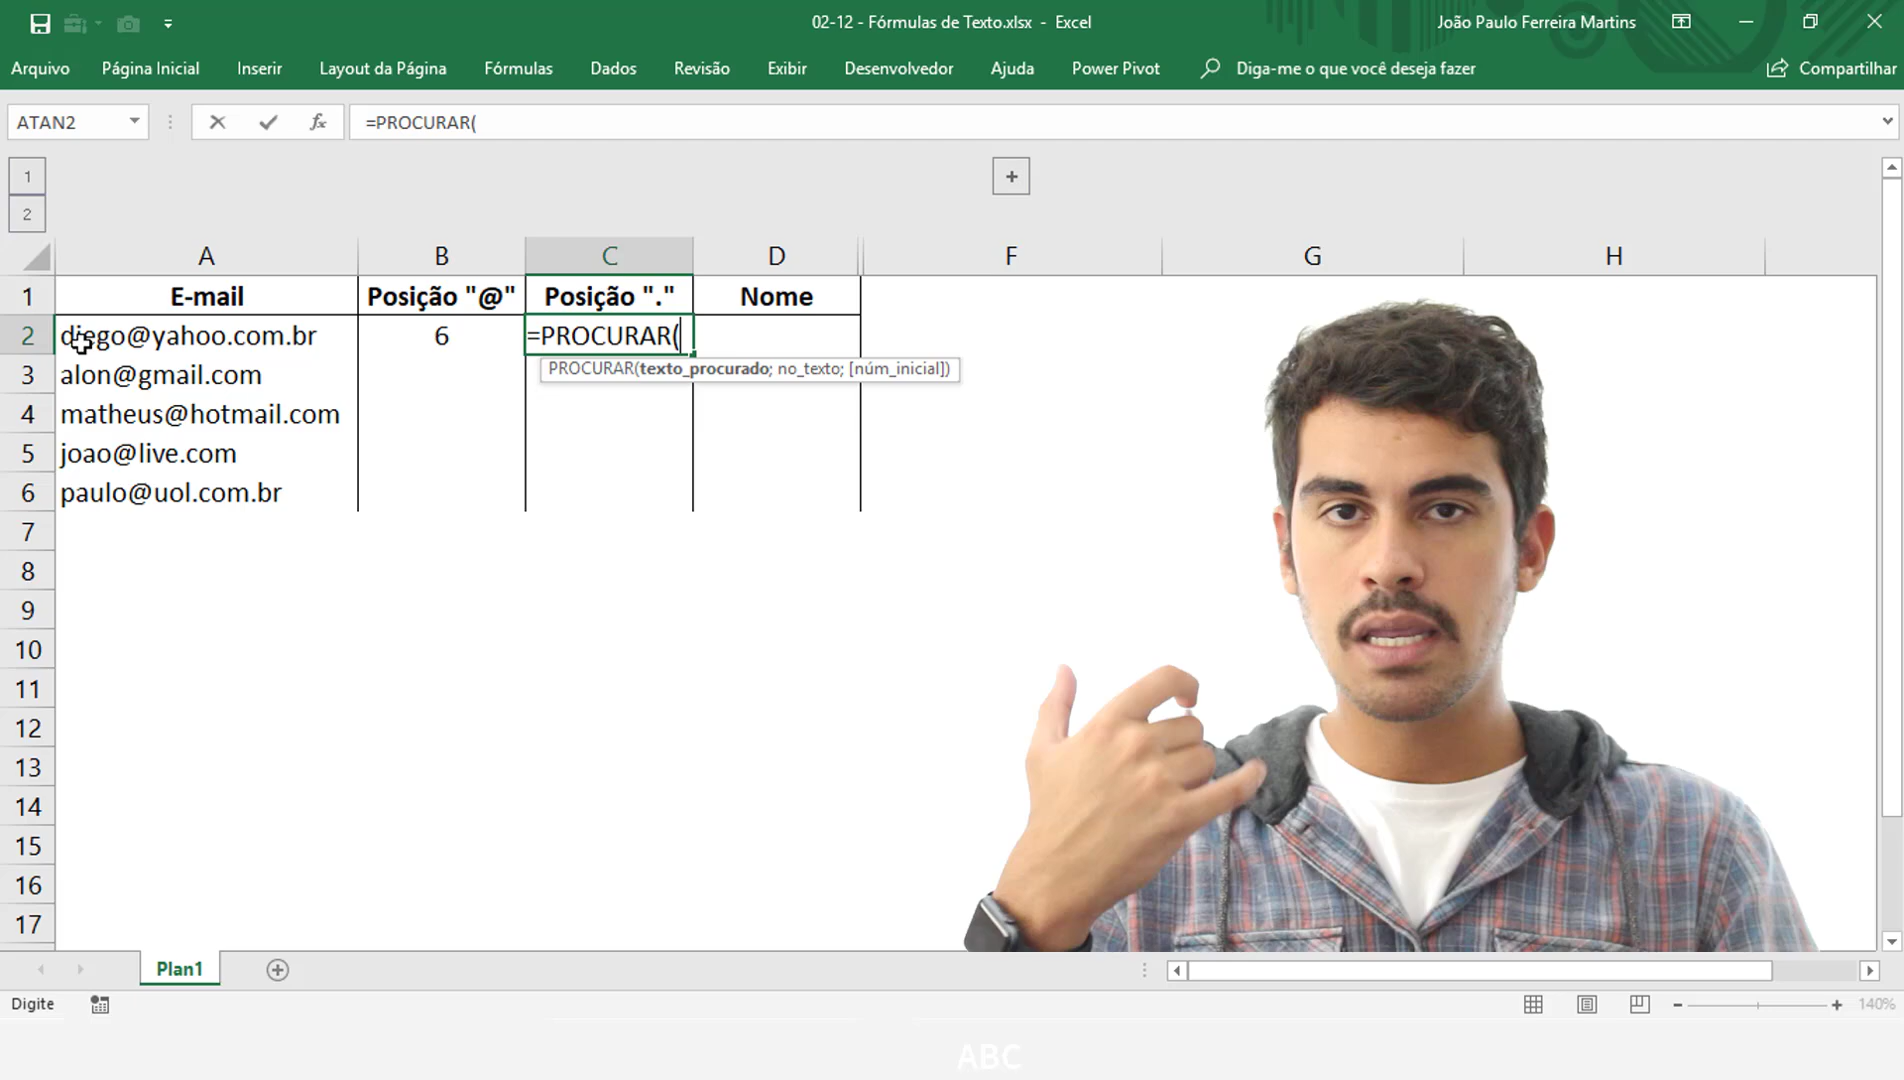 02-12 - Fórmulas de Texto.xlsx - Excel
João Paulo Ferreira Martins
Arquivo Página Inicial Inserir Layout da Página Fórmulas Dados Revisão Exibir Desenvolvedor Ajuda Power Pivot Diga-me o que você deseja fazer Compartilhar
ATAN2 fx =PROCURAR(
1
2
A B C D F G H
1 E-mail Posição "@" Posição "." Nome
2 diego@yahoo.com.br 6 =PROCURAR(
PROCURAR(texto_procurado; no_texto; [núm_inicial])
3 alon@gmail.com
4 matheus@hotmail.com
5 joao@live.com
6 paulo@uol.com.br
7
8
9
10
11
12
13
14
15
16
17
Plan1
Digite 140%
ABC